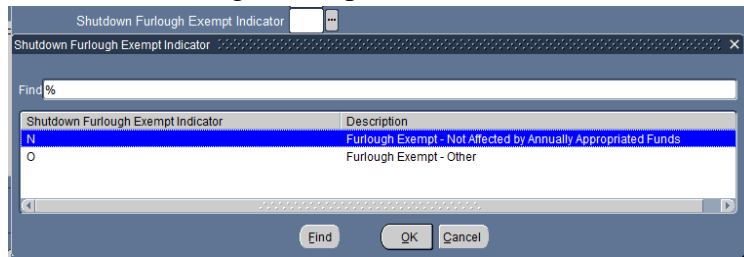 Shutdown Furlough Exempt Indicator ...
Shutdown Furlough Exempt Indicator ×
Find %
Shutdown Furlough Exempt Indicator Description
N Furlough Exempt - Not Affected by Annually Appropriated Funds
O Furlough Exempt - Other
Find OK Cancel